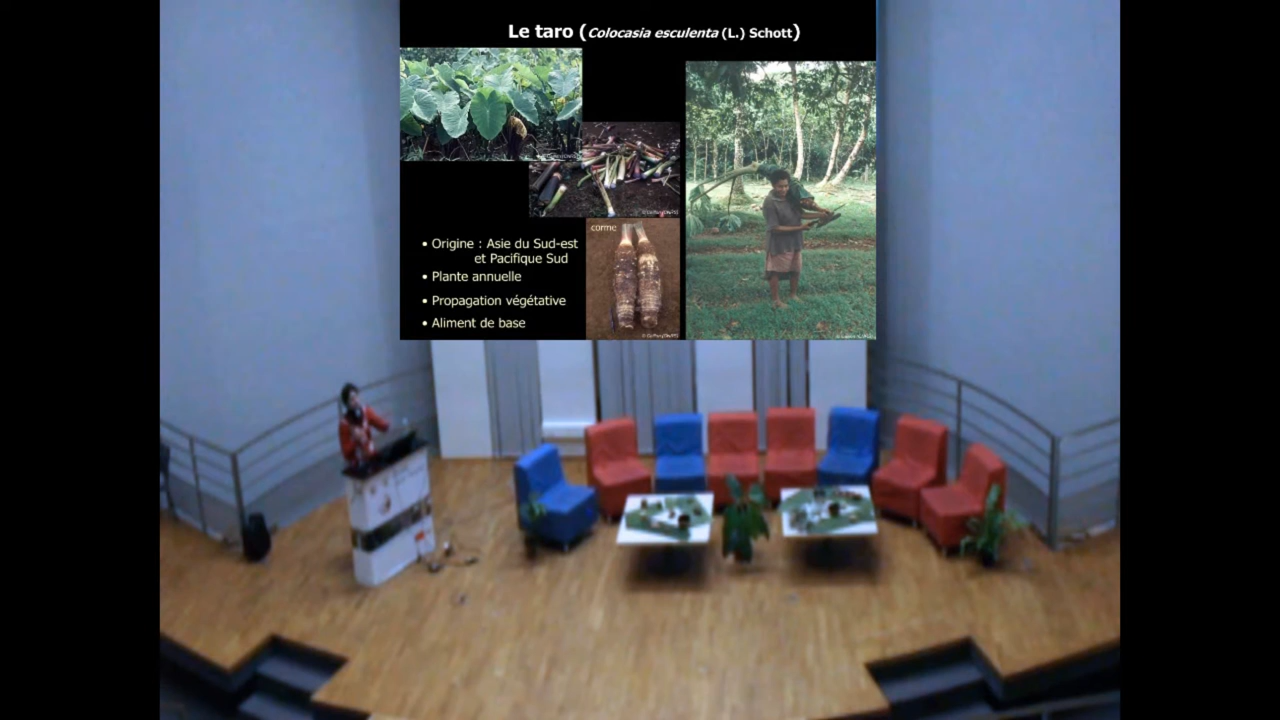 Le taro (Colocasia esculenta (L.) Schott)
corme
• Origine : Asie du Sud-est
et Pacifique Sud
• Plante annuelle
• Propagation végétative
• Aliment de base